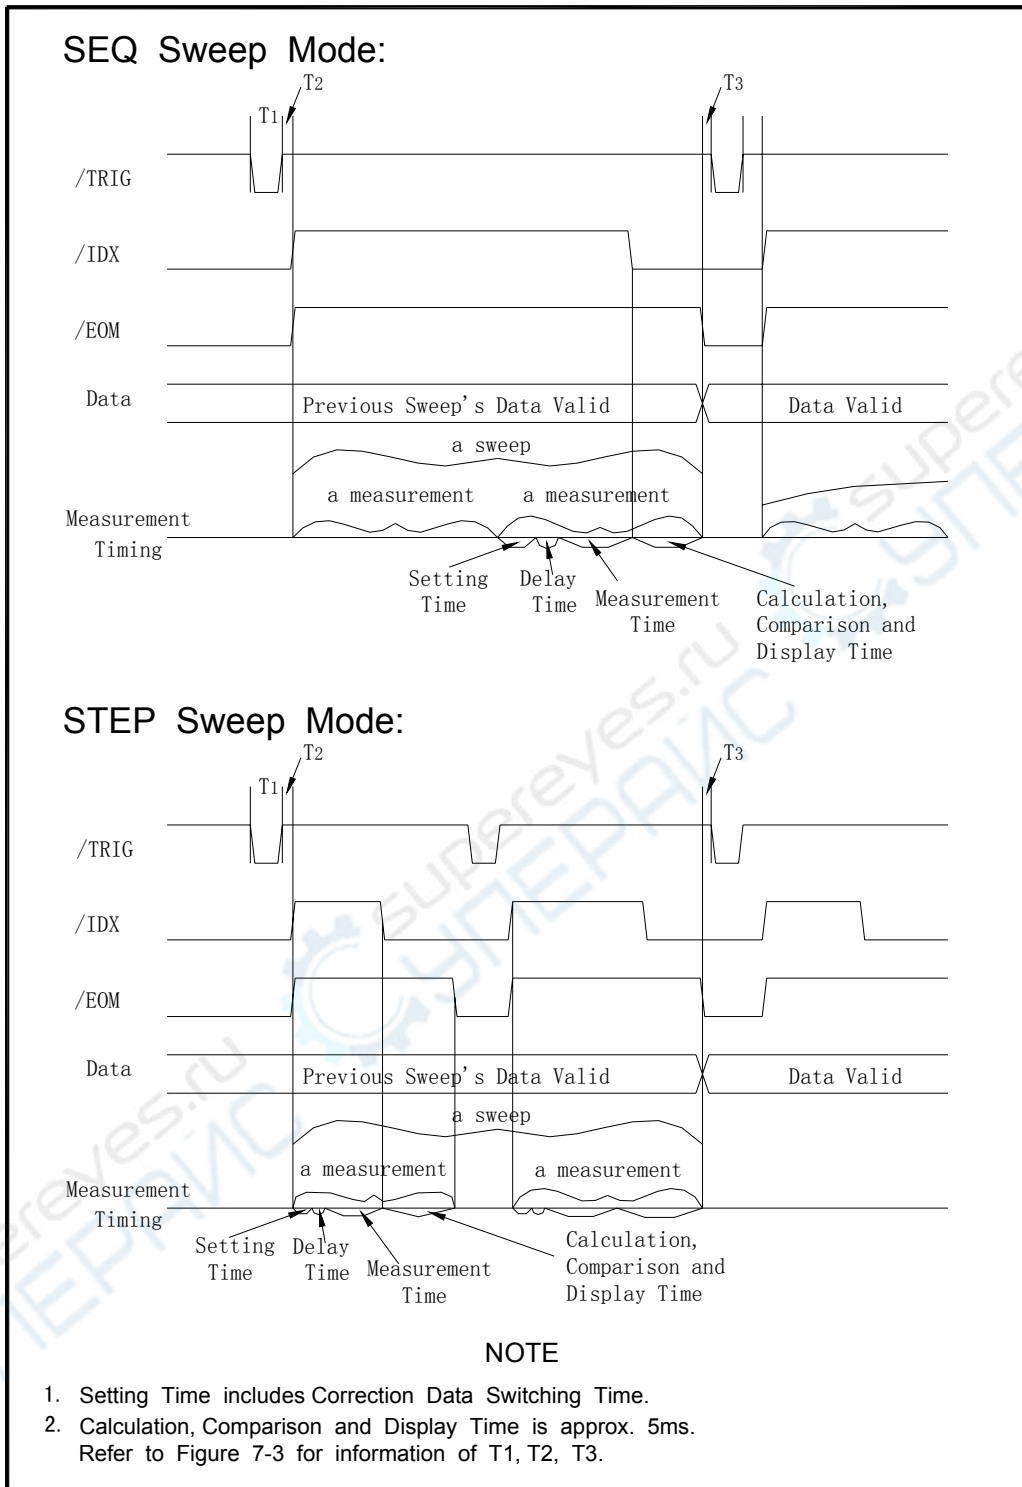 SEQ Sweep Mode:
T2
T3
T1
/TRIG
/IDX
/EOM
Data
Previous Sweep's Data Valid
Data Valid
a sweep
a measurement
a measurement
Measurement
Timing
Setting
Time
Delay
Time
Measurement
Time
Calculation,
Comparison and
Display Time
STEP Sweep Mode:
T2
T3
T1
/TRIG
/IDX
/EOM
Data
Previous Sweep's Data Valid
Data Valid
a sweep
a measurement
a measurement
Measurement
Timing
Setting
Time
Delay
Time
Measurement
Time
Calculation,
Comparison and
Display Time
NOTE
1. Setting Time includes Correction Data Switching Time.
2. Calculation, Comparison and Display Time is approx. 5ms.
Refer to Figure 7-3 for information of T1, T2, T3.
supereyes.ru
УПЕРАЙС